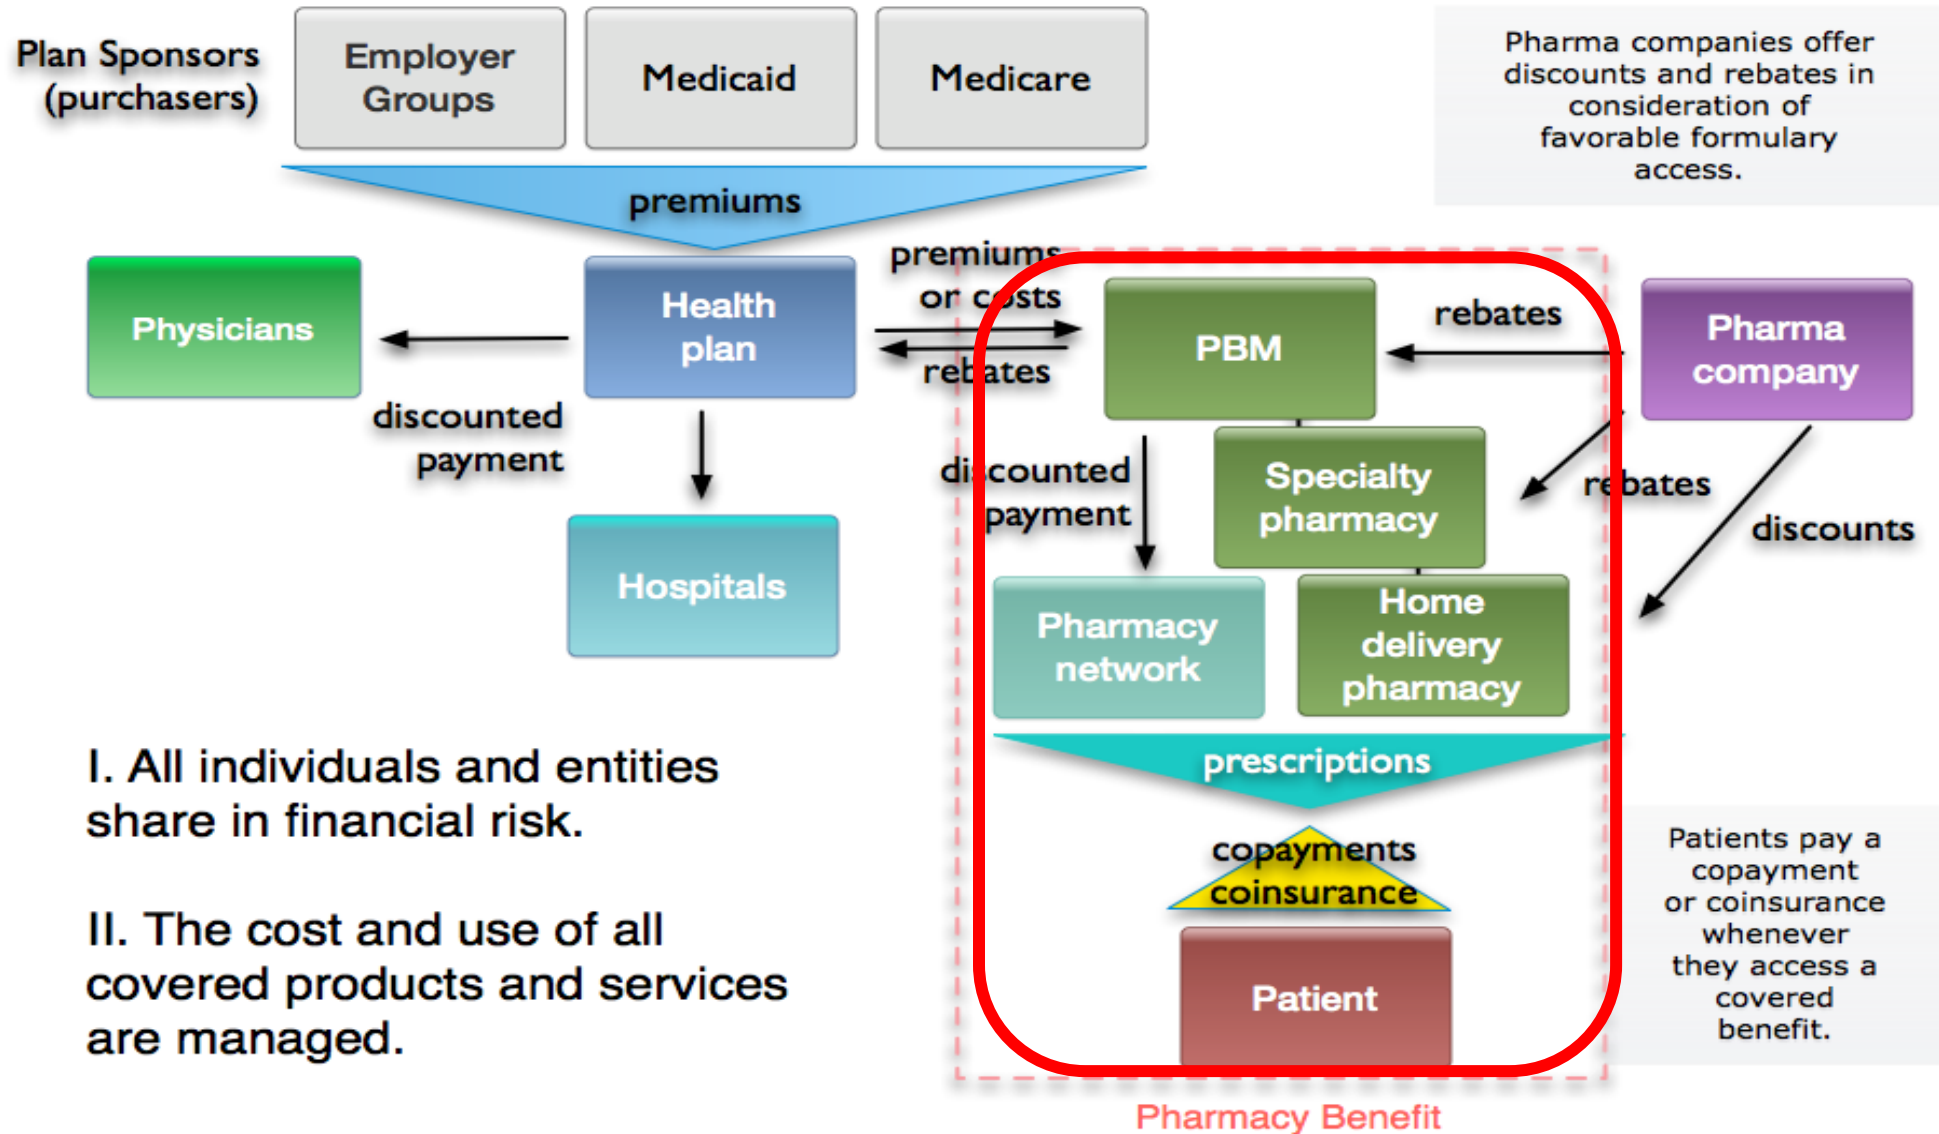 Plan Sponsors
(purchasers)
Employer
Groups
Medicaid
Medicare
Pharma companies offer
discounts and rebates in
consideration of
favorable formulary
access.
premiums
Physicians
Health
plan
premiums
or costs
rebates
PBM
rebates
Pharma
company
discounted
payment
discounted
payment
Specialty
pharmacy
rebates
discounts
Hospitals
Pharmacy
network
Home
delivery
pharmacy
prescriptions
I. All individuals and entities
share in financial risk.
copayments
coinsurance
Patients pay a
copayment
or coinsurance
whenever
they access a
covered
benefit.
II. The cost and use of all
covered products and services
are managed.
Patient
Pharmacy Benefit